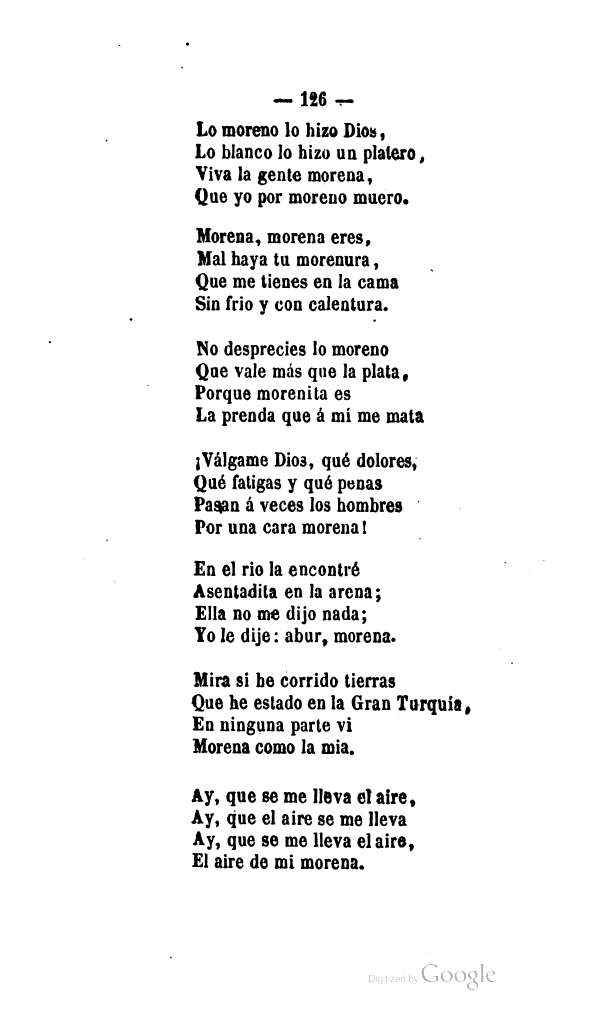 — 126 —
Lo moreno lo hizo Dios,
Lo blanco lo hizo un platero,
Viva la gente morena,
Que yo por moreno muero.
Morena, morena eres,
Mal haya tu morenura,
Que me tienes en la cama
Sin frio y con calentura.
No desprecies lo moreno
Que vale más que la plata,
Porque morenita es
La prenda que á mí me mata
¡Válgame Dios, qué dolores,
Qué fatigas y qué penas
Pasan á veces los hombres
Por una cara morena!
En el rio la encontré
Asentadita en la arena;
Ella no me dijo nada;
Yo le dije: abur, morena.
Mira si he corrido tierras
Que he estado en la Gran Turquía,
En ninguna parte vi
Morena como la mia.
Ay, que se me lleva el aire,
Ay, que el aire se me lleva
Ay, que se me lleva el aire,
El aire de mi morena.
Digitized by Google